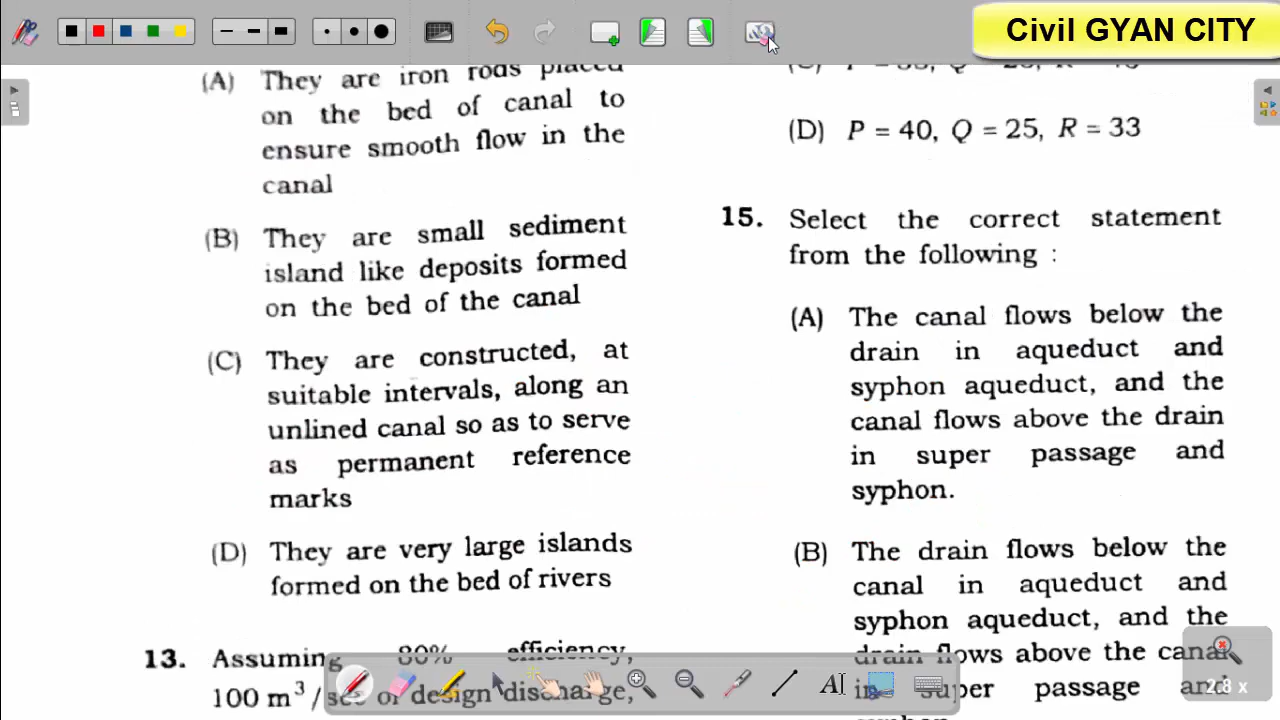 Civil GYAN CITY
(A) They are iron rods placed
on the bed of canal to
ensure smooth flow in the
canal
(B) They are small sediment
island like deposits formed
on the bed of the canal
(C) They are constructed, at
suitable intervals, along an
unlined canal so as to serve
as permanent reference
marks
(D) They are very large islands
formed on the bed of rivers
13. Assuming 80% efficiency,
100 m³/sec of design discharge,
(D) P = 40, Q = 25, R = 33
15. Select the correct statement
from the following :
(A) The canal flows below the
drain in aqueduct and
syphon aqueduct, and the
canal flows above the drain
in super passage and
syphon.
(B) The drain flows below the
canal in aqueduct and
syphon aqueduct, and the
drain flows above the canal
in super passage and
2.8 x